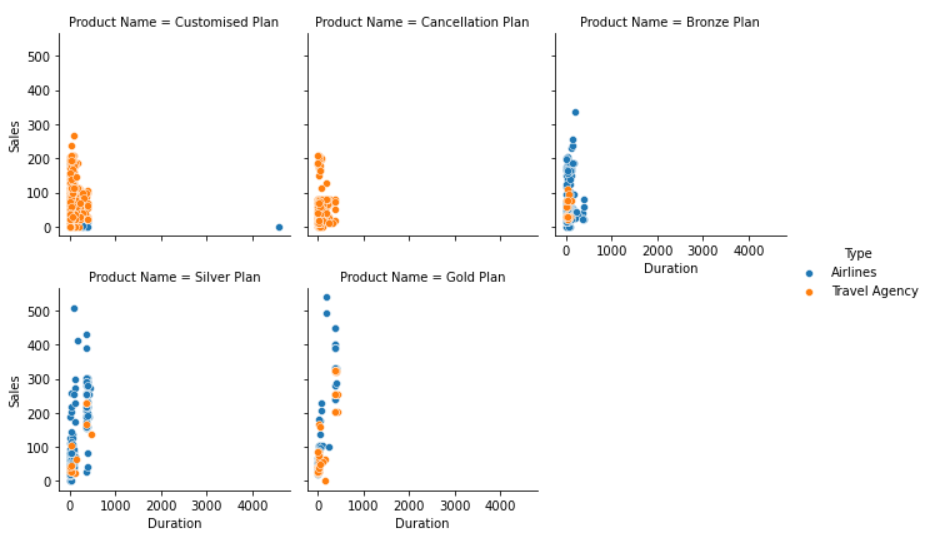 Product Name = Customised Plan
Product Name = Cancellation Plan
Product Name = Bronze Plan
500
400
300
200
100
0
Sales
0
1000
2000
3000
4000
Duration
Type
Airlines
Travel Agency
Product Name = Silver Plan
Product Name = Gold Plan
500
400
300
200
100
0
Sales
0
1000
2000
3000
4000
Duration
0
1000
2000
3000
4000
Duration